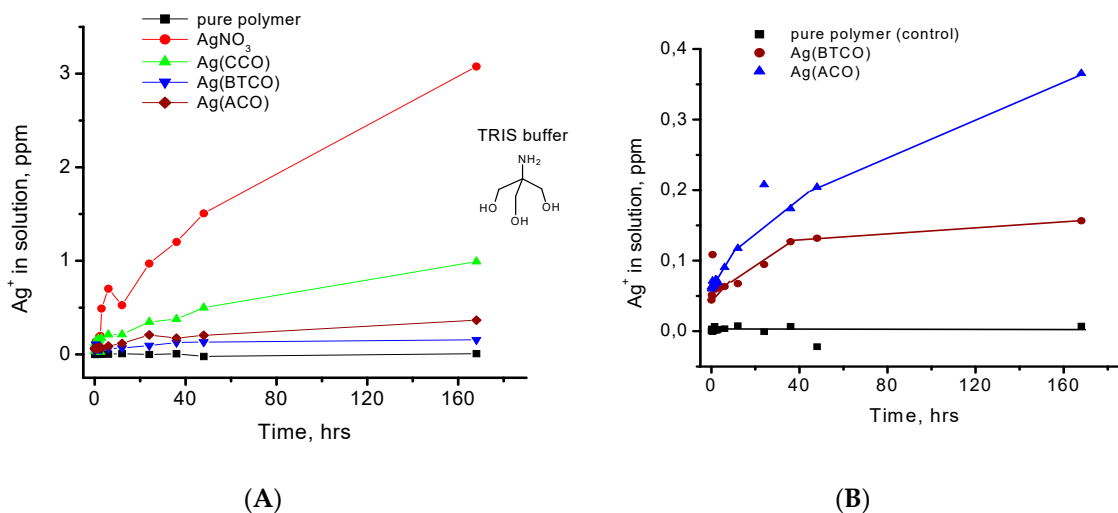 pure polymer
AgNO3
Ag(CCO)
Ag(BTCO)
Ag(ACO)
Ag+ in solution, ppm
3
2
1
0
0 40 80 120 160
Time, hrs
TRIS buffer
NH2
HO
OH
OH
(A)
pure polymer (control)
Ag(BTCO)
Ag(ACO)
Ag+ in solution, ppm
0,4
0,3
0,2
0,1
0,0
0 40 80 120 160
Time, hrs
(B)